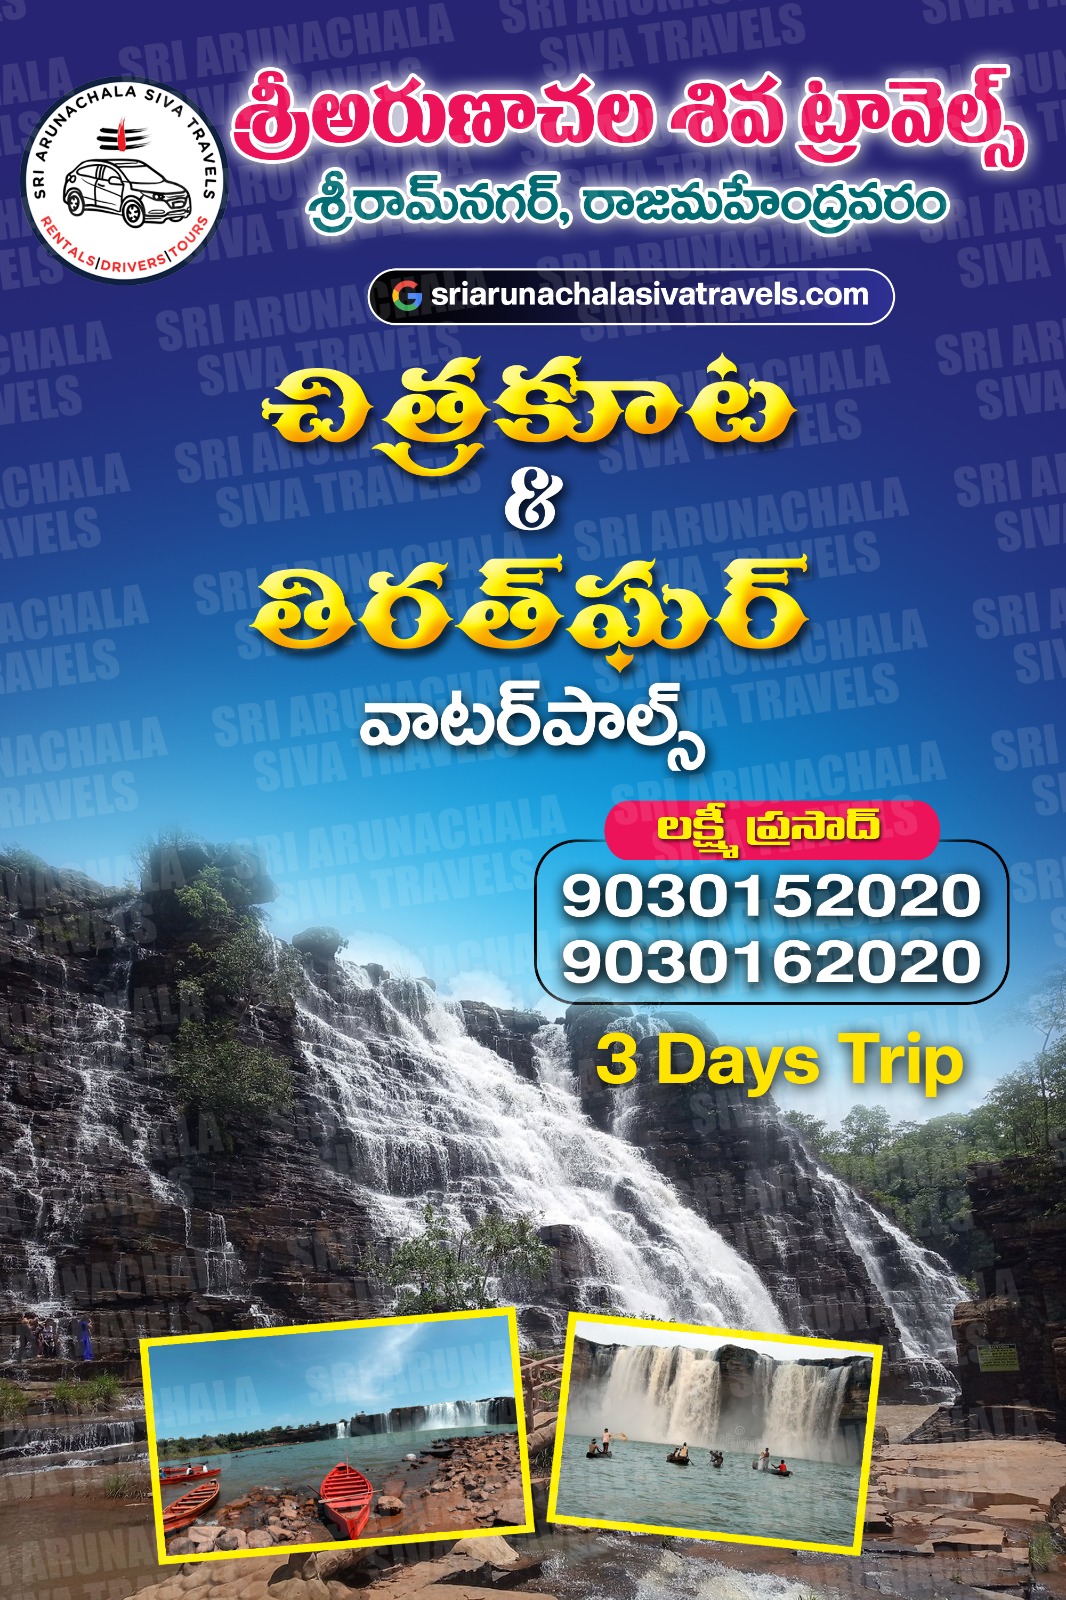 SRI ARUNACHALA SIVA TRAVELS
RENTALS|DRIVERS|TOURS
శ్రీఅరుణాచల శివ ట్రావెల్స్
శ్రీరామ్‌నగర్, రాజమహేంద్రవరం
sriarunachalasivatravels.com
చిత్రకూట
&
తిరత్‌ఘర్
వాటర్‌పాల్స్
లక్ష్మీ ప్రసాద్
9030152020
9030162020
3 Days Trip